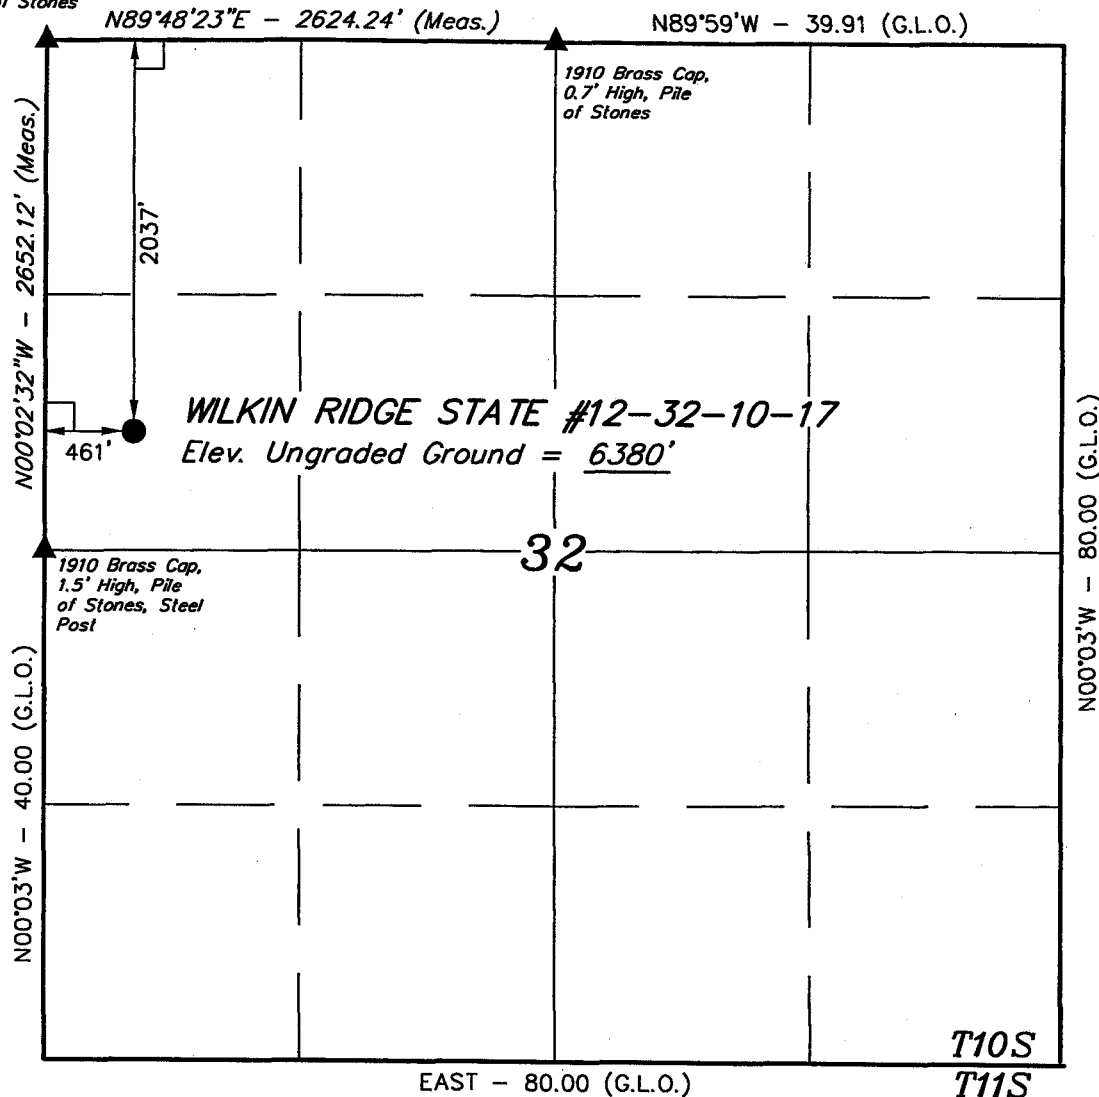 of Stones
N89°48'23"E - 2624.24' (Meas.)
N89°59'W - 39.91 (G.L.O.)
1910 Brass Cap,
0.7' High, Pile
of Stones
N00°02'32"W - 2652.12' (Meas.)
2037'
461'
WILKIN RIDGE STATE #12-32-10-17
Elev. Ungraded Ground = 6380'
32
1910 Brass Cap,
1.5' High, Pile
of Stones, Steel
Post
N00°03'W - 80.00 (G.L.O.)
N00°03'W - 40.00 (G.L.O.)
T10S
T11S
EAST - 80.00 (G.L.O.)